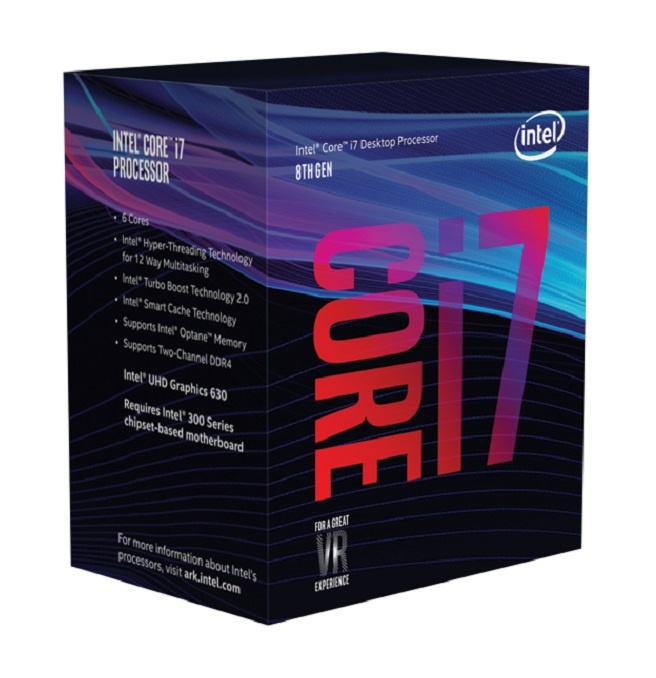 INTEL® CORE™ i7
PROCESSOR
• 6 Cores
• Intel® Hyper-Threading Technology
for 12 Way Multitasking
• Intel® Turbo Boost Technology 2.0
• Intel® Smart Cache Technology
• Supports Intel® Optane™ Memory
• Supports Two-Channel DDR4
Intel® UHD Graphics 630
Requires Intel® 300 Series
chipset-based motherboard
For more information about Intel's
processors, visit ark.intel.com
Intel® Core™ i7 Desktop Processor
8TH GEN
intel®
CORE
i7
FOR A GREAT
VR
EXPERIENCE